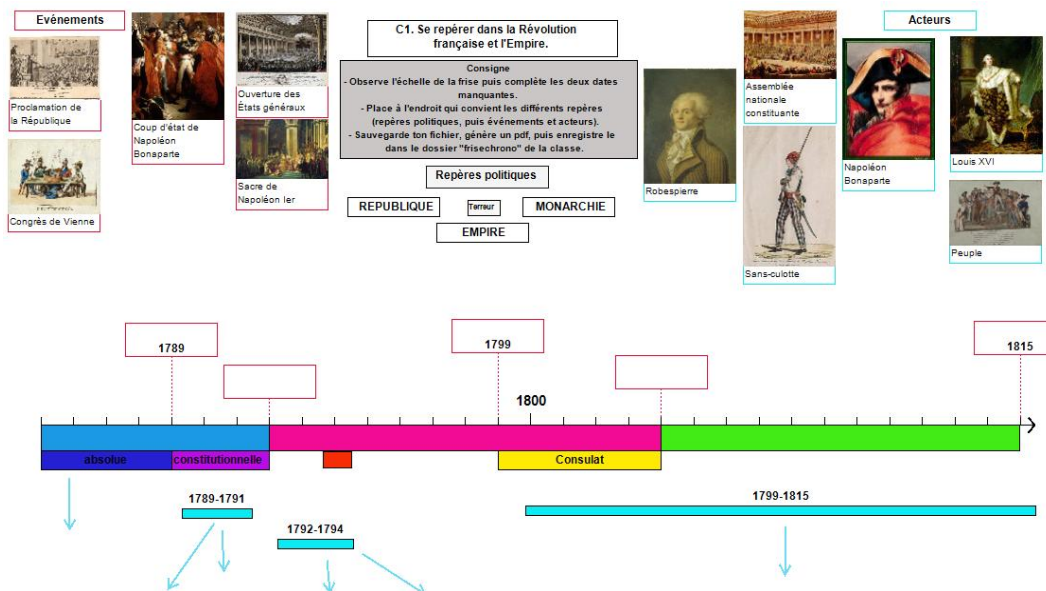 Evénements
Proclamation de
la République
Congrès de Vienne
Coup d'état de
Napoléon
Bonaparte
Ouverture des
États généraux
Sacre de
Napoléon Ier
C1. Se repérer dans la Révolution
française et l'Empire.
Consigne
- Observe l'échelle de la frise puis complète les deux dates
manquantes.
- Place à l'endroit qui convient les différents repères
(repères politiques, puis événements et acteurs).
- Sauvegarde ton fichier, génère un pdf, puis enregistre le
dans le dossier "frisechrono" de la classe.
Repères politiques
REPUBLIQUE
Terreur
MONARCHIE
EMPIRE
Robespierre
Acteurs
Assemblée
nationale
constituante
Sans-culotte
Napoléon
Bonaparte
Louis XVI
Peuple
1789
1799
1815
1800
absolue
constitutionnelle
Consulat
1789-1791
1792-1794
1799-1815